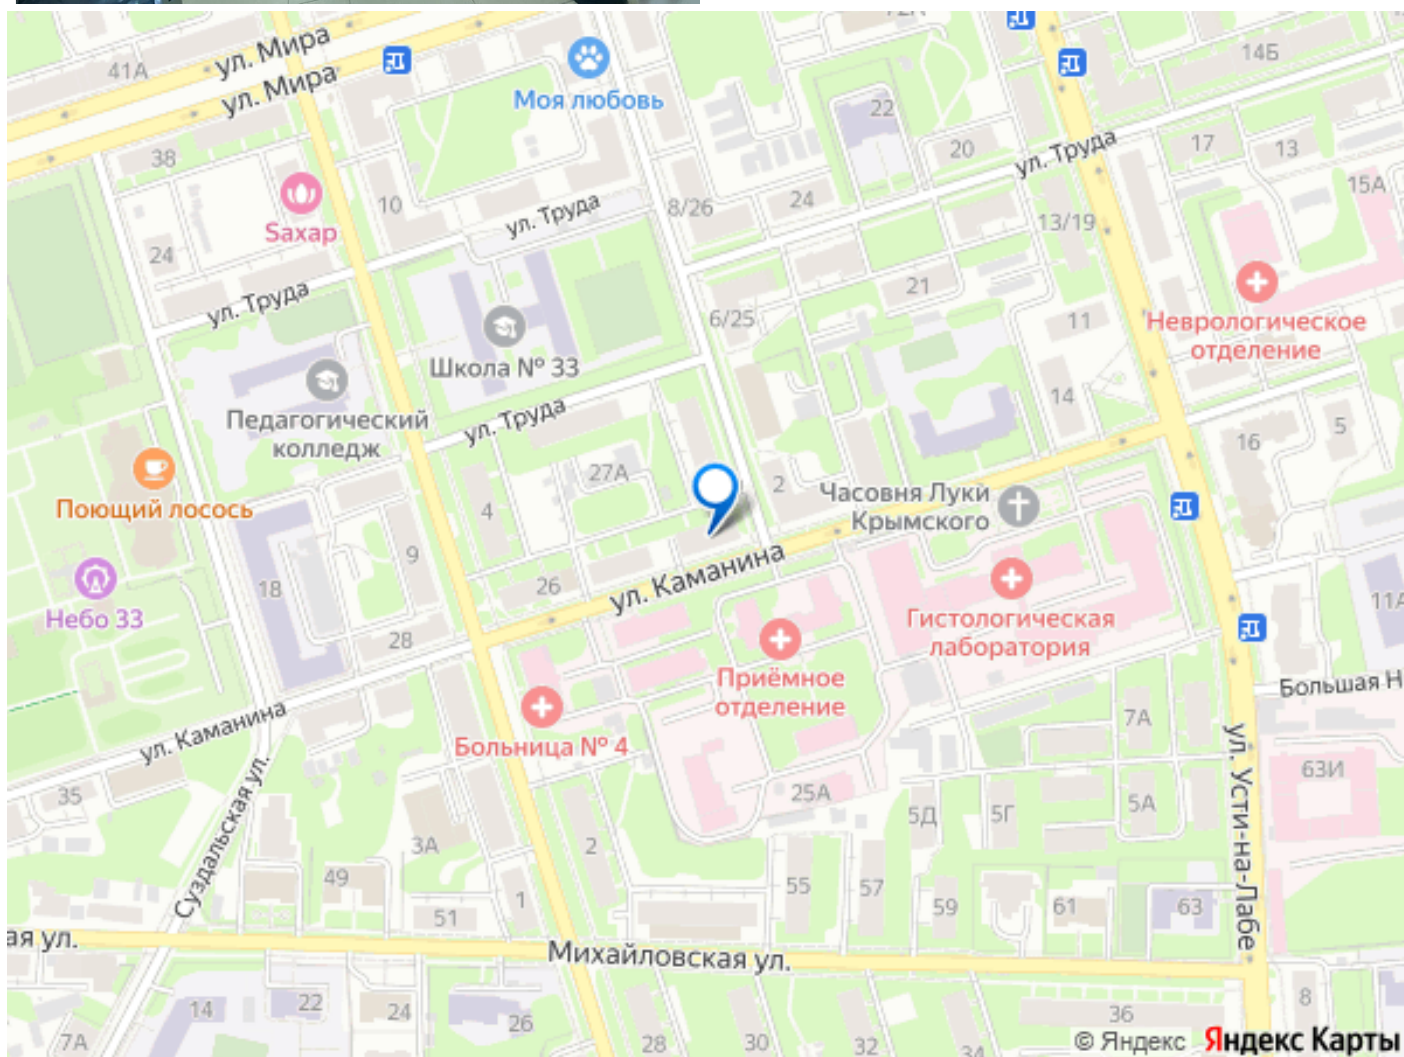 72А
ул. Мира
41А
14Б
Моя любовь
ул. Мира
22
38
20
17
13
ул. Труда
15А
10
ул. Труда
8/26
24
Saxap
13/19
24
ул. Труда
21
6/25
11
Неврологическое
отделение
Школа № 33
14
Педагогический
колледж
ул. Труда
5
16
27А
2
Часовня Луки
Крымского
Поющий лосось
4
9
18
26
ул. Каманина
Небо 33
Гистологическая
лаборатория
11А
28
Приёмное
отделение
Большая Н
7А
ул. Каманина
Больница № 4
63И
35
25А
5Д
5Г
5А
ул. Усти-на-Лабе
Суздальская ул.
3А
2
49
55
57
51
1
59
61
63
ая ул.
Михайловская ул.
14
22
24
26
36
8
7А
28
30
32
34
© Яндекс Яндекс Карты